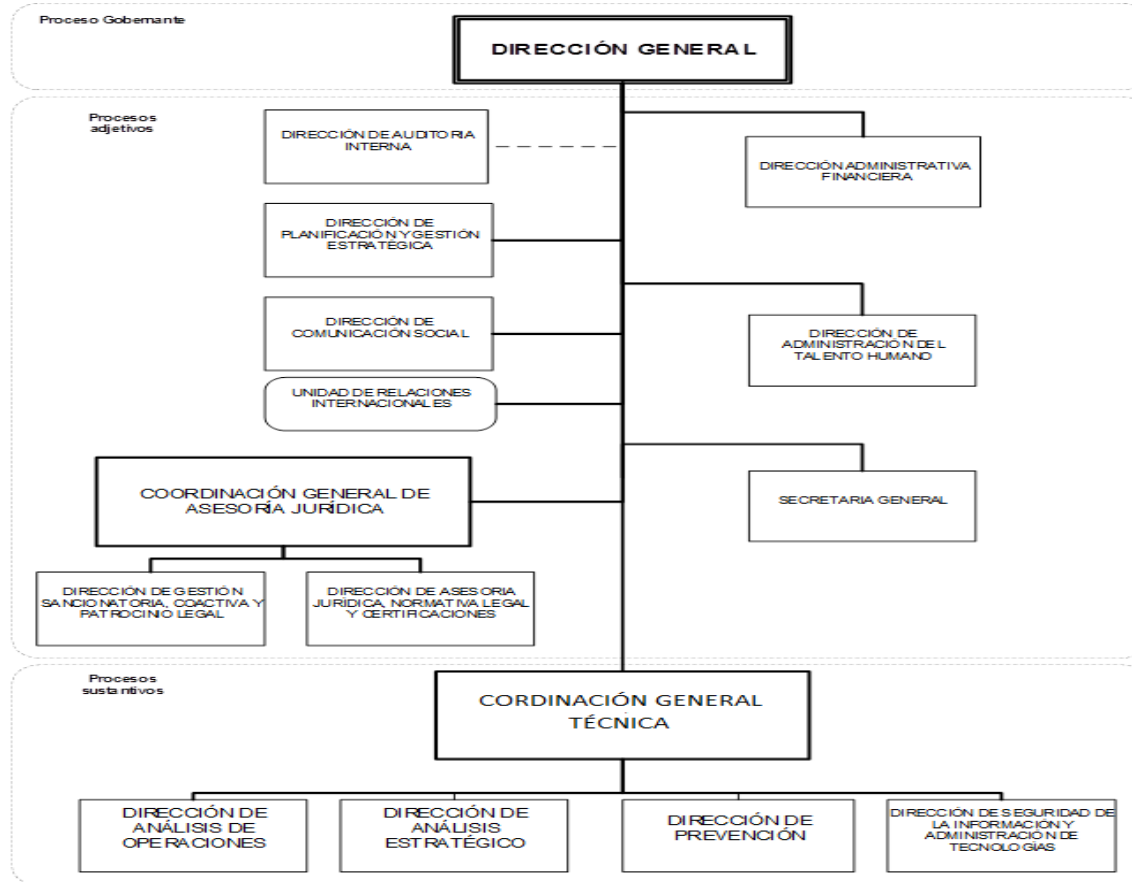 Proceso Gobernante
DIRECCIÓN GENERAL
Procesos
adjetivos
DIRECCIÓN DE AUDITORIA
INTERNA
DIRECCIÓN ADMINISTRATIVA
FINANCIERA
DIRECCIÓN DE
PLANIFICACIÓN Y GESTIÓN
ESTRATÉGICA
DIRECCIÓN DE
COMUNICACIÓN SOCIAL
DIRECCIÓN DE
ADMINISTRACIÓN DEL
TALENTO HUMANO
UNIDAD DE RELACIONES
INTERNACIONALES
COORDINACIÓN GENERAL DE
ASESORÍA JURÍDICA
SECRETARIA GENERAL
DIRECCIÓN DE GESTIÓN
SANCIONATORIA, COACTIVA Y
PATROCINIO LEGAL
DIRECCIÓN DE ASESORIA
JURÍDICA, NORMATIVA LEGAL
Y CERTIFICACIONES
Procesos
sustantivos
CORDINACIÓN GENERAL
TÉCNICA
DIRECCIÓN DE
ANÁLISIS DE
OPERACIONES
DIRECCIÓN DE
ANÁLISIS
ESTRATÉGICO
DIRECCIÓN DE
PREVENCIÓN
DIRECCIÓN DE SEGURIDAD DE
LA INFORMACIÓN Y
ADMINISTRACIÓN DE
TECNOLOGÍAS